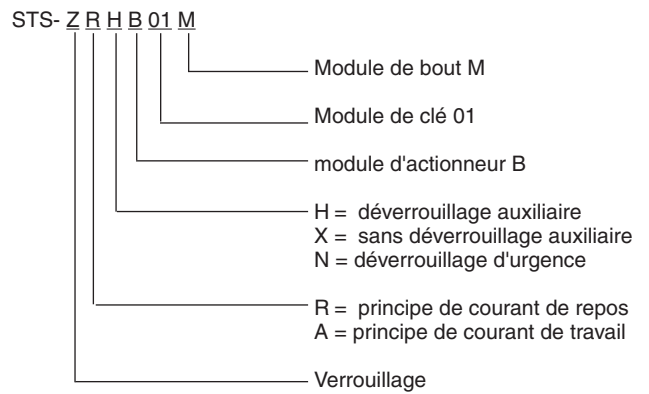 STS- Z R H B 01 M
Module de bout M
Module de clé 01
module d'actionneur B
H = déverrouillage auxiliaire
X = sans déverrouillage auxiliaire
N = déverrouillage d'urgence
R = principe de courant de repos
A = principe de courant de travail
Verrouillage